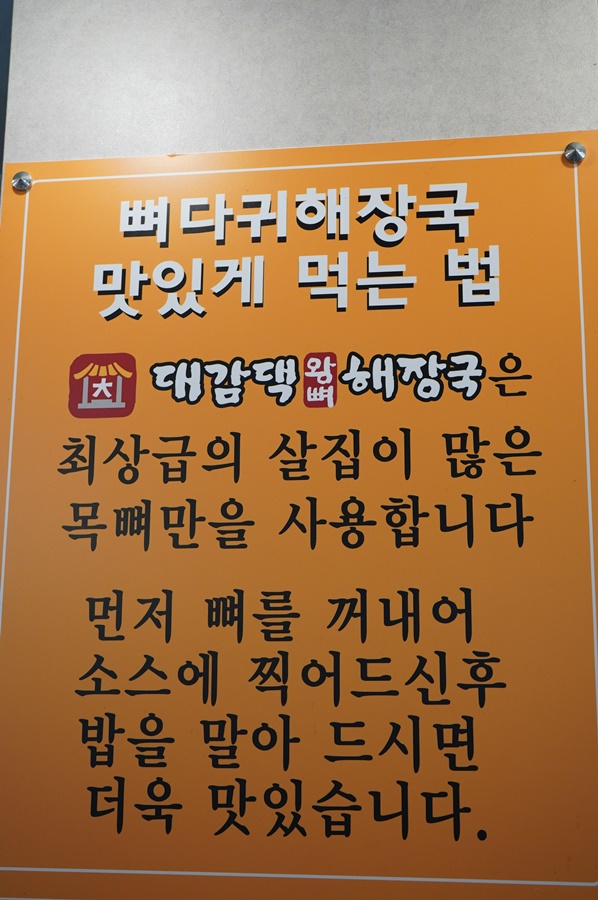 뼈다귀해장국
맛있게 먹는 법
大 대감댁 왕뼈 해장국은
최상급의 살집이 많은
목뼈만을 사용합니다
먼저 뼈를 꺼내어
소스에 찍어드신후
밥을 말아 드시면
더욱 맛있습니다.